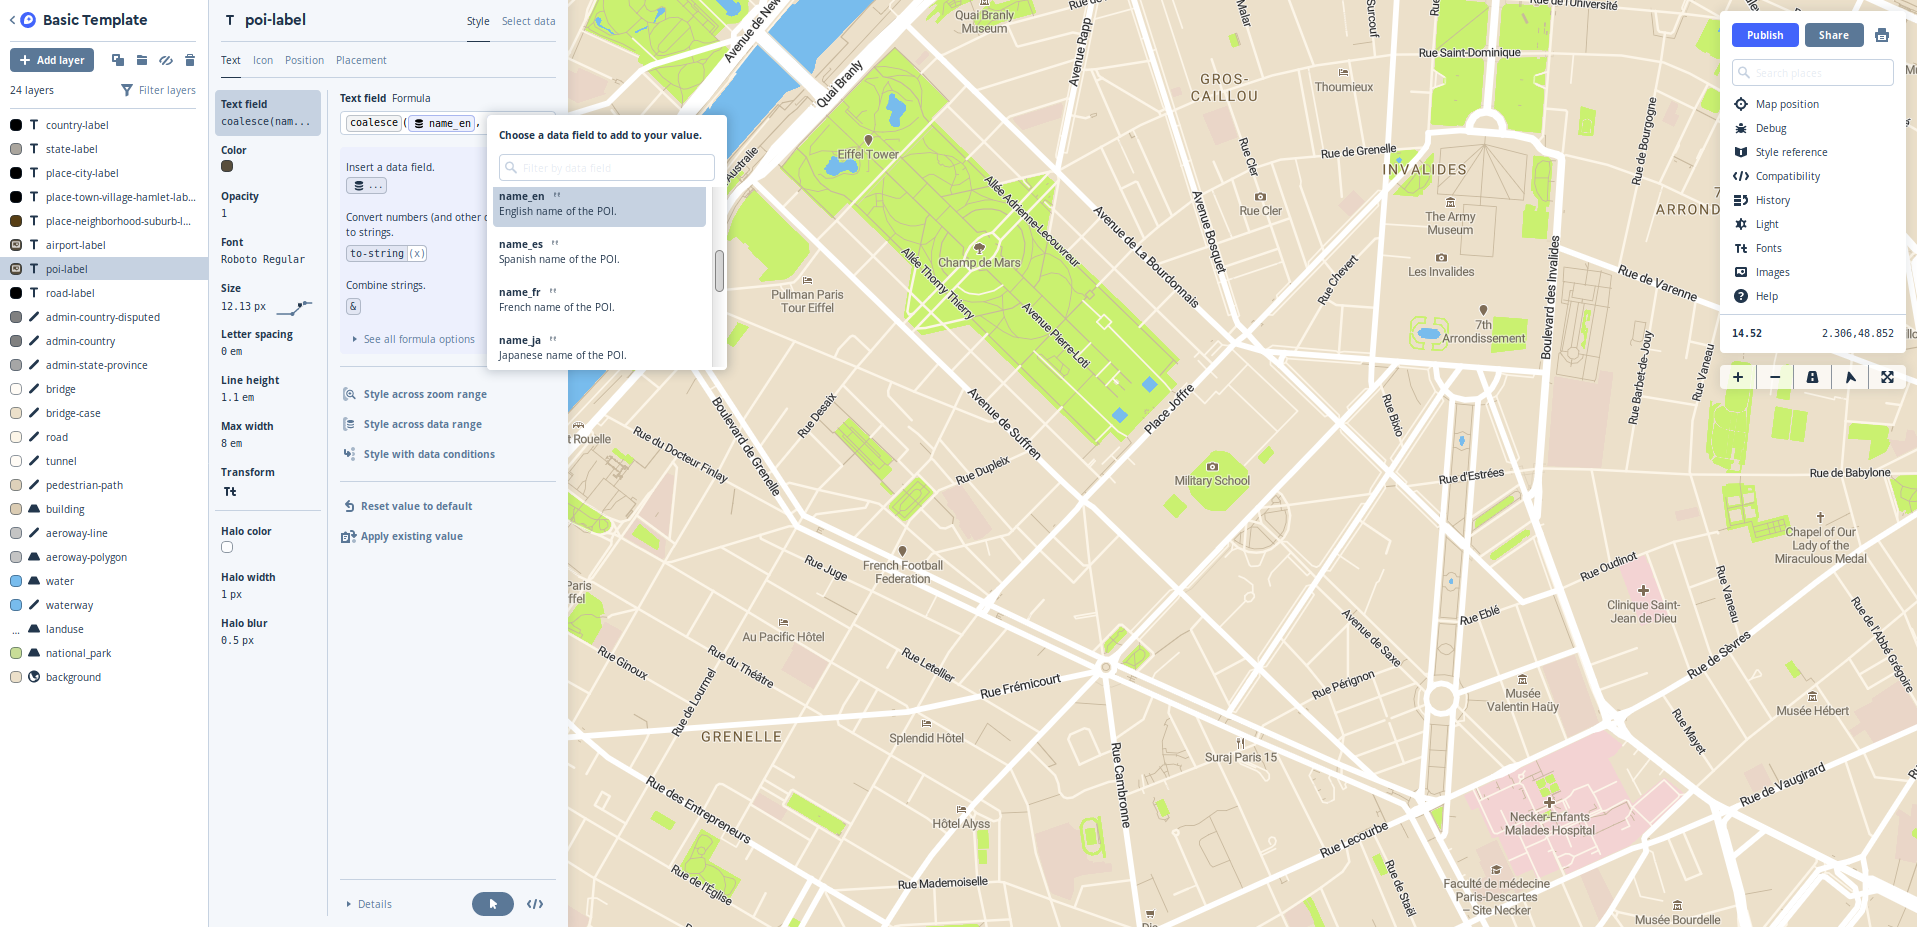 Basic Template
Add layer
24 layers
Filter layers
country-label
state-label
place-city-label
place-town-village-hamlet-lab...
place-neighborhood-suburb-l...
airport-label
poi-label
road-label
admin-country-disputed
admin-country
admin-state-province
bridge
bridge-case
road
tunnel
pedestrian-path
building
aeroway-line
aeroway-polygon
water
waterway
... landuse
national_park
background
poi-label
Style
Select data
Text
Icon
Position
Placement
Text field
coalesce(nam...
Color
Opacity
1
Font
Roboto Regular
Size
12.13 px
Letter spacing
0 em
Line height
1.1 em
Max width
8 em
Transform
Tt
Halo color
Halo width
1 px
Halo blur
0.5 px
Text field Formula
coalesce ( name_en ,
Insert a data field.
...
Convert numbers (and other
to strings.
to-string (x)
Combine strings.
&
See all formula options
Style across zoom range
Style across data range
Style with data conditions
Reset value to default
Apply existing value
Details
</>
Choose a data field to add to your value.
Filter by data field
name_en "
English name of the POI.
name_es "
Spanish name of the POI.
name_fr "
French name of the POI.
name_ja "
Japanese name of the POI.
Publish
Share
Search places
Map position
Debug
Style reference
</> Compatibility
History
Light
Tt Fonts
Images
Help
14.52
2.306,48.852
+
−
Avenue de New
Quai Branly
Museum
Quai Branly
Avenue Rapp
GROS-
CAILLOU
Malar
Surcouf
Rue
Rue de l'Université
Rue Saint-Dominique
Thoumieux
Eiffel Tower
Australie
Rue Cler
Rue Cler
Rue de Grenelle
INVALIDES
Rue de Bourgogne
ARROND
Allée Adrienne-Lecouvreur
Avenue de La Bourdonnais
Avenue Bosquet
The Army
Museum
Champ de Mars
Allée Thomy Thierry
Rue Chevert
Les Invalides
Boulevard des Invalides
Rue de Varenne
Pullman Paris
Tour Eiffel
Avenue Pierre-Loti
7th
Arrondissement
Rue Barbet-de-Jouy
Rue Vaneau
Place Joffre
Avenue de Suffren
Rue Desaix
Boulevard de Grenelle
t Rouelle
Rue du Docteur Finlay
Rue Dupleix
Military School
Rue Bixio
Rue d'Estrées
Rue de Babylone
Chapel of Our
Lady of the
Miraculous Medal
French Football
Federation
Rue Juge
Paris
ffel
Rue Oudinot
Rue Vaneau
Clinique Saint-
Jean de Dieu
Rue de l'Abbé Grégoire
Rue Eblé
Avenue de Saxe
Rue de Sèvres
Au Pacific Hôtel
Rue Ginoux
Rue du Théâtre
Rue Letellier
Rue de Lourmel
Rue Frémicourt
Rue Pérignon
Musée
Valentin Haüy
Musée Hébert
Rue Mayet
GRENELLE
Splendid Hôtel
Suraj Paris 15
Rue Cambronne
Rue de Vaugirard
Rue des Entrepreneurs
Hôtel Alyss
Necker-Enfants
Malades Hospital
Rue Lecourbe
Rue de l'Église
Rue Mademoiselle
Rue de Staël
Faculté de médecine
Paris-Descartes
– Site Necker
Musée Bourdelle